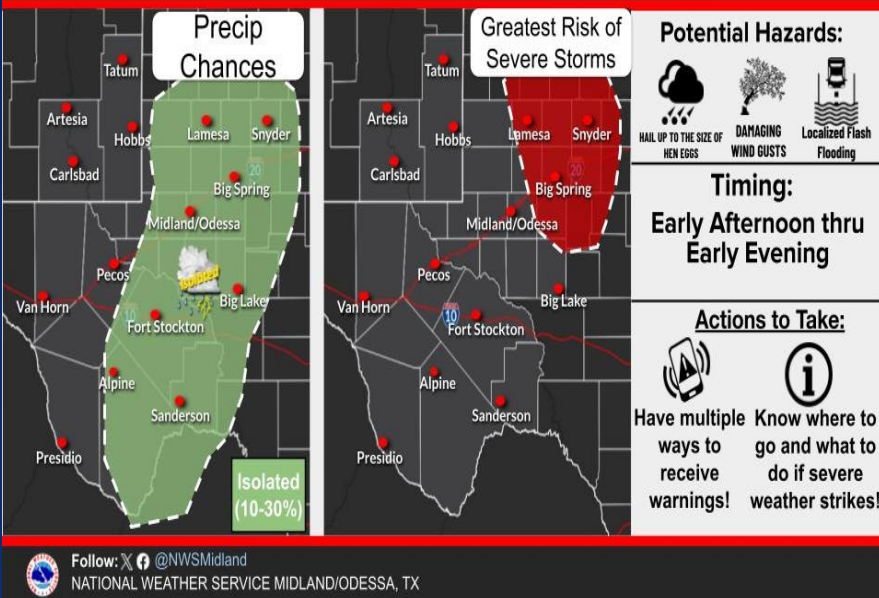 Precip
Chances
Tatum
Artesia
Hobbs
Lamesa
Snyder
Carlsbad
20
Big Spring
Midland/Odessa
Pecos
Isolated
Van Horn
Big Lake
10
Fort Stockton
Alpine
Sanderson
Presidio
Isolated
(10-30%)
Greatest Risk of
Severe Storms
Tatum
Artesia
Hobbs
Lamesa
Snyder
Carlsbad
20
Big Spring
Midland/Odessa
Pecos
Van Horn
Big Lake
10
Fort Stockton
Alpine
Sanderson
Presidio
Potential Hazards:
HAIL UP TO THE SIZE OF
HEN EGGS
DAMAGING
WIND GUSTS
Localized Flash
Flooding
Timing:
Early Afternoon thru
Early Evening
Actions to Take:
Have multiple
ways to
receive
warnings!
Know where to
go and what to
do if severe
weather strikes!
Follow: X f @NWSMidland
NATIONAL WEATHER SERVICE MIDLAND/ODESSA, TX